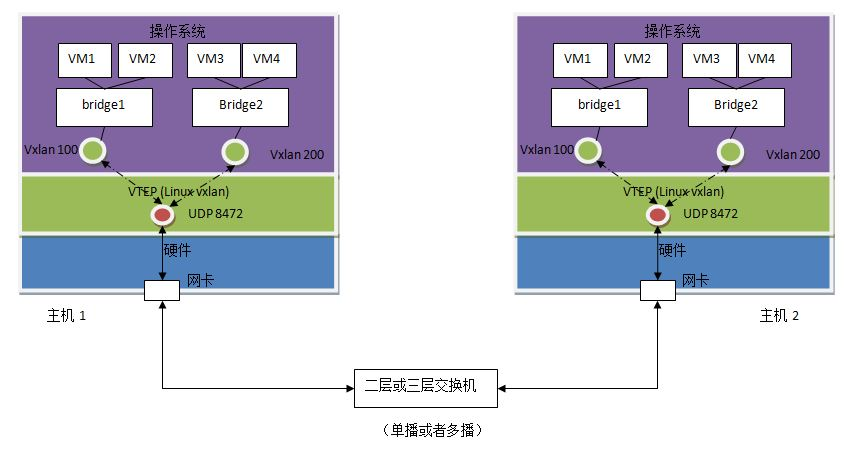 操作系统
VM1 VM2 VM3 VM4
bridge1 Bridge2
Vxlan 100 Vxlan 200
VTEP (Linux vxlan)
UDP 8472
硬件
网卡
主机 1
操作系统
VM1 VM2 VM3 VM4
bridge1 Bridge2
Vxlan 100 Vxlan 200
VTEP (Linux vxlan)
UDP 8472
硬件
网卡
主机 2
二层或三层交换机
（单播或者多播）